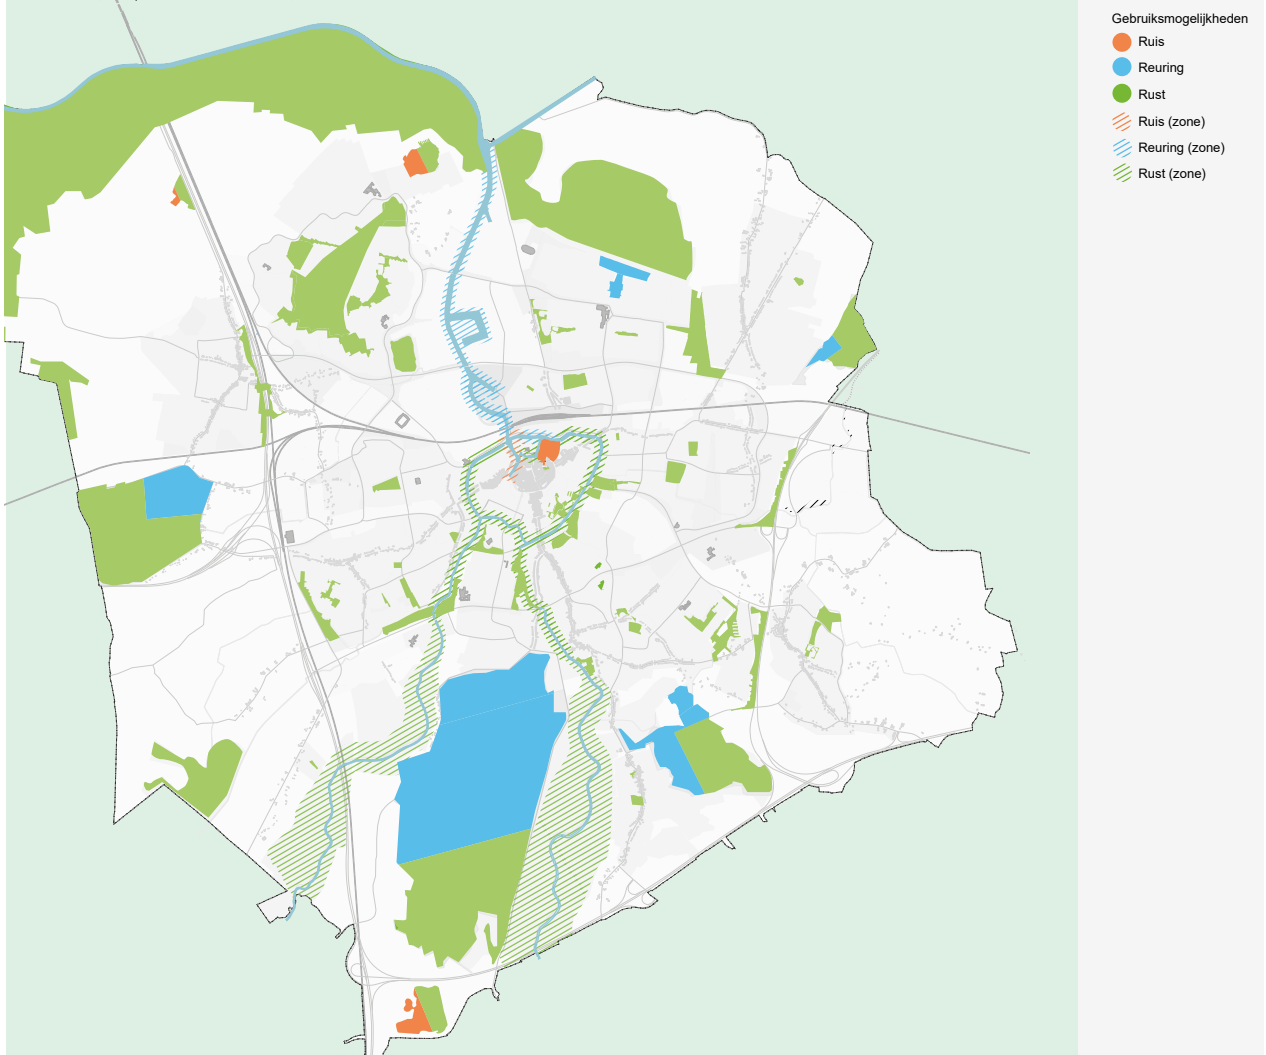 Gebruiksmogelijkheden
Ruis
Reuring
Rust
Ruis (zone)
Reuring (zone)
Rust (zone)